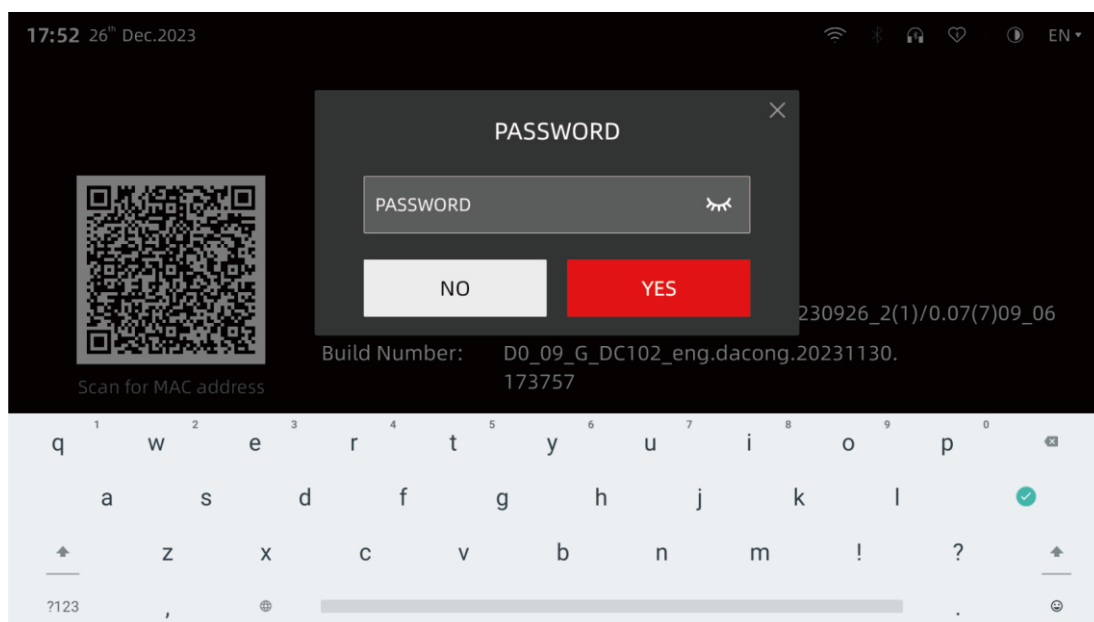 17:52 26th Dec.2023 EN
PASSWORD
PASSWORD
NO YES
230926_2(1)/0.07(7)09_06
Build Number: D0_09_G_DC102_eng.dacong.20231130.
173757
Scan for MAC address
1 2 3 4 5 6 7 8 9 0
q w e r t y u i o p
a s d f g h j k l
z x c v b n m ! ?
?123 , .